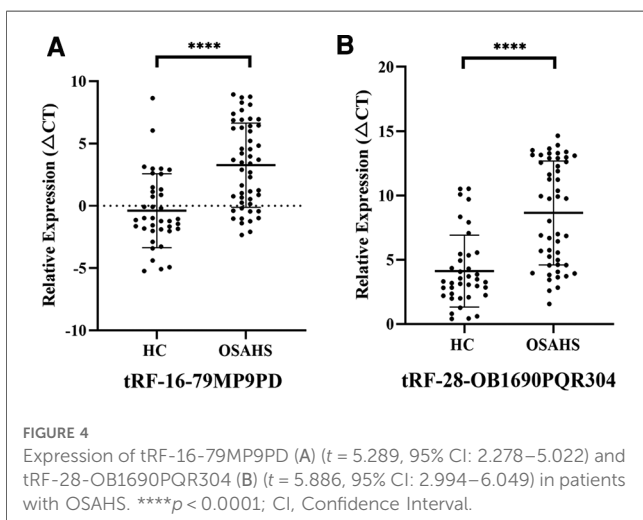 A
****
Relative Expression (△CT)
10
5
0
-5
-10
HC
OSAHS
tRF-16-79MP9PD
B
****
Relative Expression (△CT)
20
15
10
5
0
HC
OSAHS
tRF-28-OB1690PQR304
FIGURE 4
Expression of tRF-16-79MP9PD (A) (t = 5.289, 95% CI: 2.278–5.022) and
tRF-28-OB1690PQR304 (B) (t = 5.886, 95% CI: 2.994–6.049) in patients
with OSAHS. ****p < 0.0001; CI, Confidence Interval.